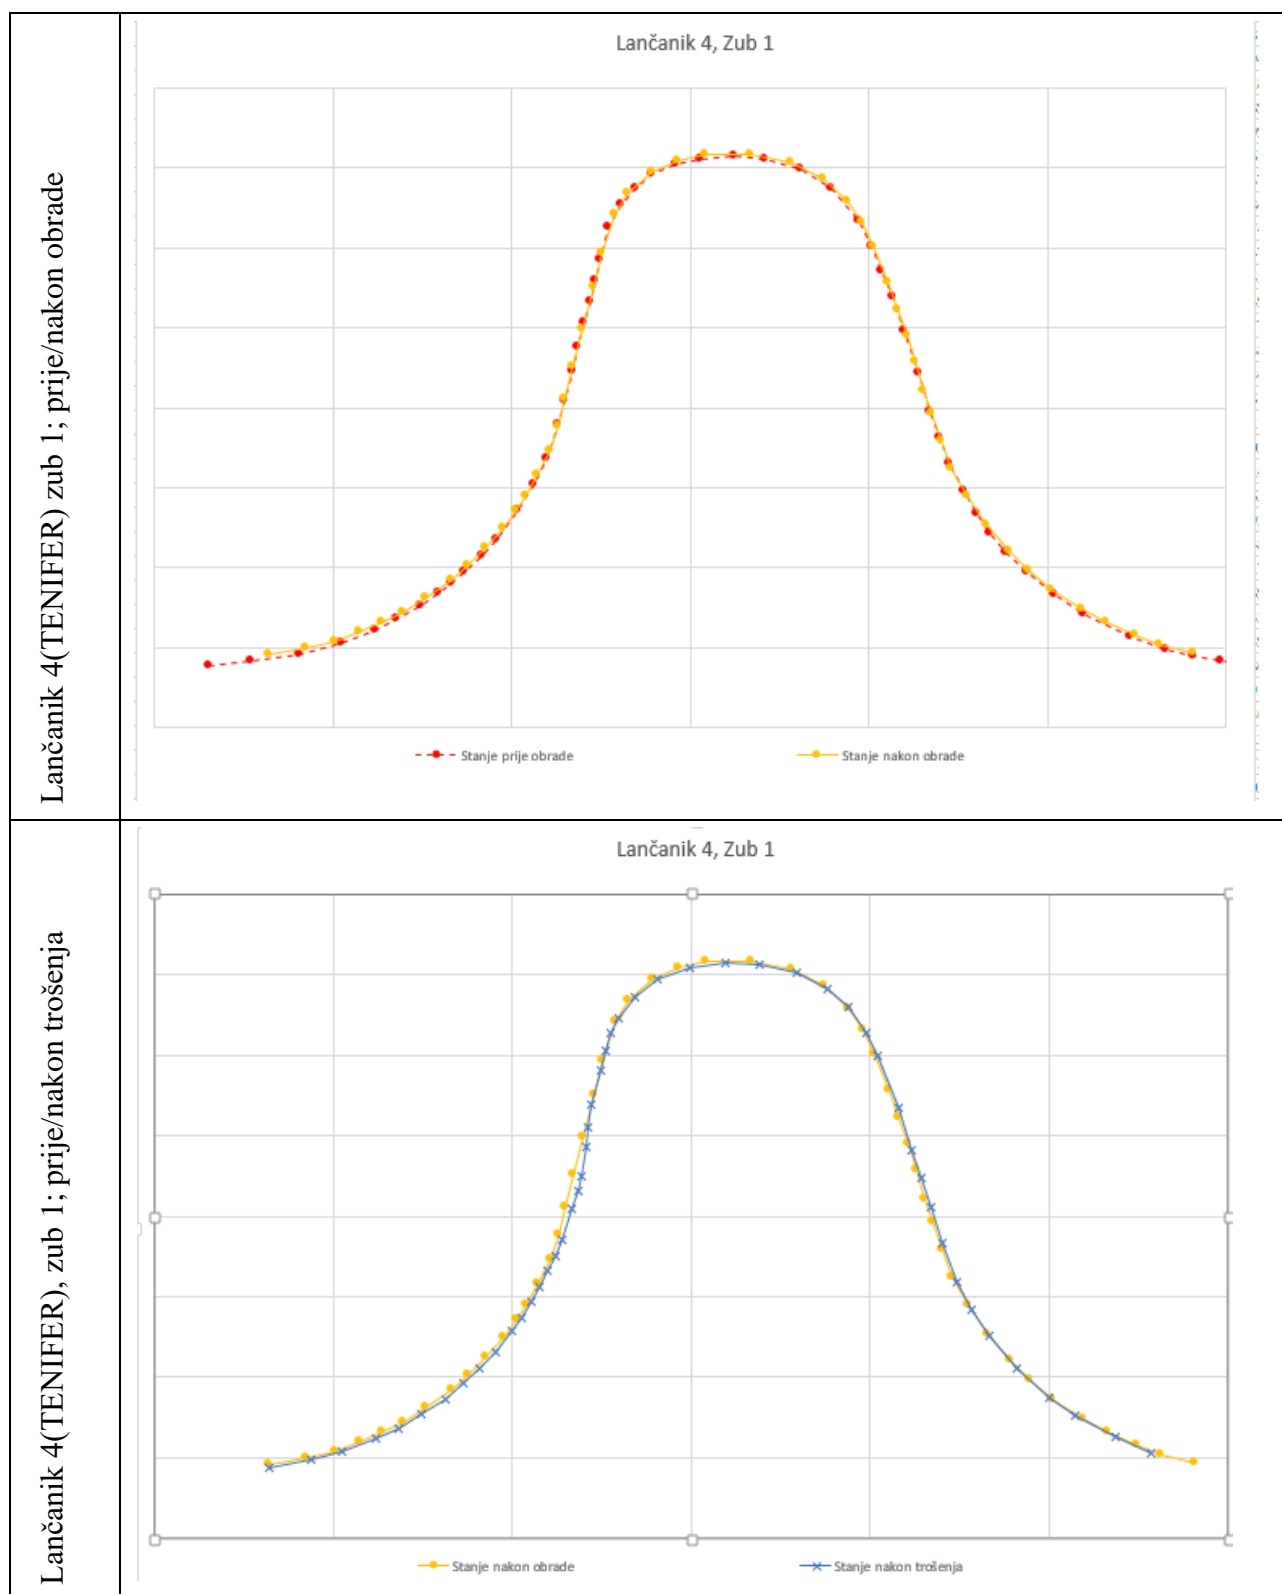 Lančanik 4(TENIFER) zub 1; prije/nakon obrade
Lančanik 4, Zub 1
Stanje prije obrade
Stanje nakon obrade
Lančanik 4(TENIFER), zub 1; prije/nakon trošenja
Lančanik 4, Zub 1
Stanje nakon obrade
Stanje nakon trošenja